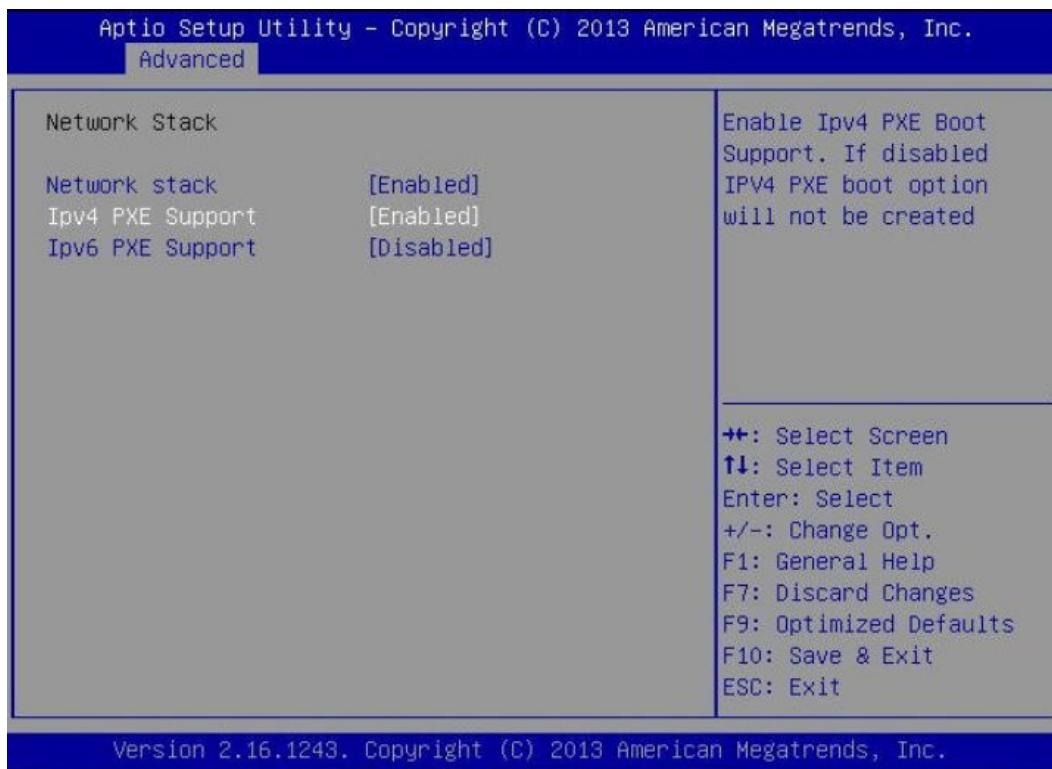 Aptio Setup Utility – Copyright (C) 2013 American Megatrends, Inc.
Advanced
Network Stack
Network stack [Enabled]
Ipv4 PXE Support [Enabled]
Ipv6 PXE Support [Disabled]
Enable Ipv4 PXE Boot
Support. If disabled
IPV4 PXE boot option
will not be created
→←: Select Screen
↑↓: Select Item
Enter: Select
+/-: Change Opt.
F1: General Help
F7: Discard Changes
F9: Optimized Defaults
F10: Save & Exit
ESC: Exit
Version 2.16.1243. Copyright (C) 2013 American Megatrends, Inc.